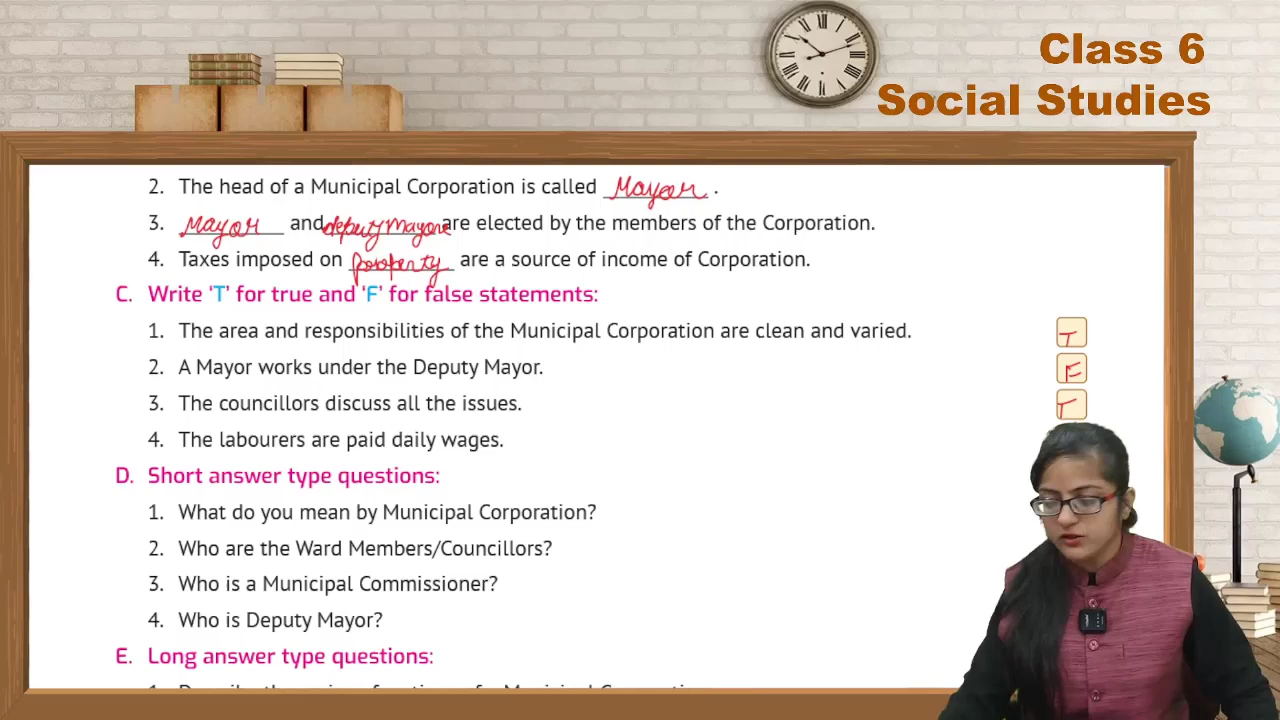 Class 6
Social Studies
2. The head of a Municipal Corporation is called Mayor.
3. Mayor and deputy Mayor are elected by the members of the Corporation.
4. Taxes imposed on property are a source of income of Corporation.
C. Write 'T' for true and 'F' for false statements:
1. The area and responsibilities of the Municipal Corporation are clean and varied. T
2. A Mayor works under the Deputy Mayor. F
3. The councillors discuss all the issues. T
4. The labourers are paid daily wages.
D. Short answer type questions:
1. What do you mean by Municipal Corporation?
2. Who are the Ward Members/Councillors?
3. Who is a Municipal Commissioner?
4. Who is Deputy Mayor?
E. Long answer type questions: